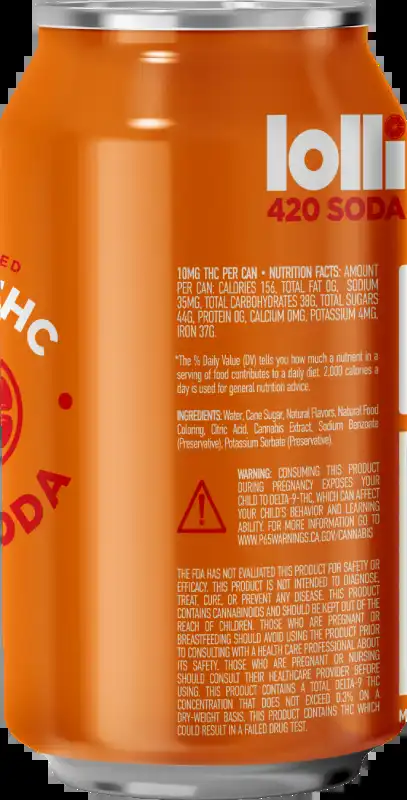 lolli
420 SODA
10MG THC PER CAN • NUTRITION FACTS: AMOUNT
PER CAN: CALORIES 156, TOTAL FAT 0G, SODIUM
35MG, TOTAL CARBOHYDRATES 38G, TOTAL SUGARS
44G, PROTEIN 0G, CALCIUM 0MG, POTASSIUM 4MG,
IRON 37G.
*The % Daily Value (DV) tells you how much a nutrient in a
serving of food contributes to a daily diet. 2,000 calories a
day is used for general nutrition advice.
INGREDIENTS: Water, Cane Sugar, Natural Flavors, Natural Food
Coloring, Citric Acid, Cannabis Extract, Sodium Benzoate
(Preservative), Potassium Sorbate (Preservative).
WARNING: CONSUMING THIS PRODUCT
DURING PREGNANCY EXPOSES YOUR
CHILD TO DELTA-9-THC, WHICH CAN AFFECT
YOUR CHILD'S BEHAVIOR AND LEARNING
ABILITY. FOR MORE INFORMATION GO TO
WWW.P65WARNINGS.CA.GOV/CANNABIS
THE FDA HAS NOT EVALUATED THIS PRODUCT FOR SAFETY OR
EFFICACY. THIS PRODUCT IS NOT INTENDED TO DIAGNOSE,
TREAT, CURE, OR PREVENT ANY DISEASE. THIS PRODUCT
CONTAINS CANNABINOIDS AND SHOULD BE KEPT OUT OF THE
REACH OF CHILDREN. THOSE WHO ARE PREGNANT OR
BREASTFEEDING SHOULD AVOID USING THE PRODUCT PRIOR
TO CONSULTING WITH A HEALTH CARE PROFESSIONAL ABOUT
ITS SAFETY. THOSE WHO ARE PREGNANT OR NURSING
SHOULD CONSULT THEIR HEALTHCARE PROVIDER BEFORE
USING. THIS PRODUCT CONTAINS A TOTAL DELTA-9 THC
CONCENTRATION THAT DOES NOT EXCEED 0.3% ON A
DRY-WEIGHT BASIS. THIS PRODUCT CONTAINS THC WHICH
COULD RESULT IN A FAILED DRUG TEST.
ED
HC
ODA
M